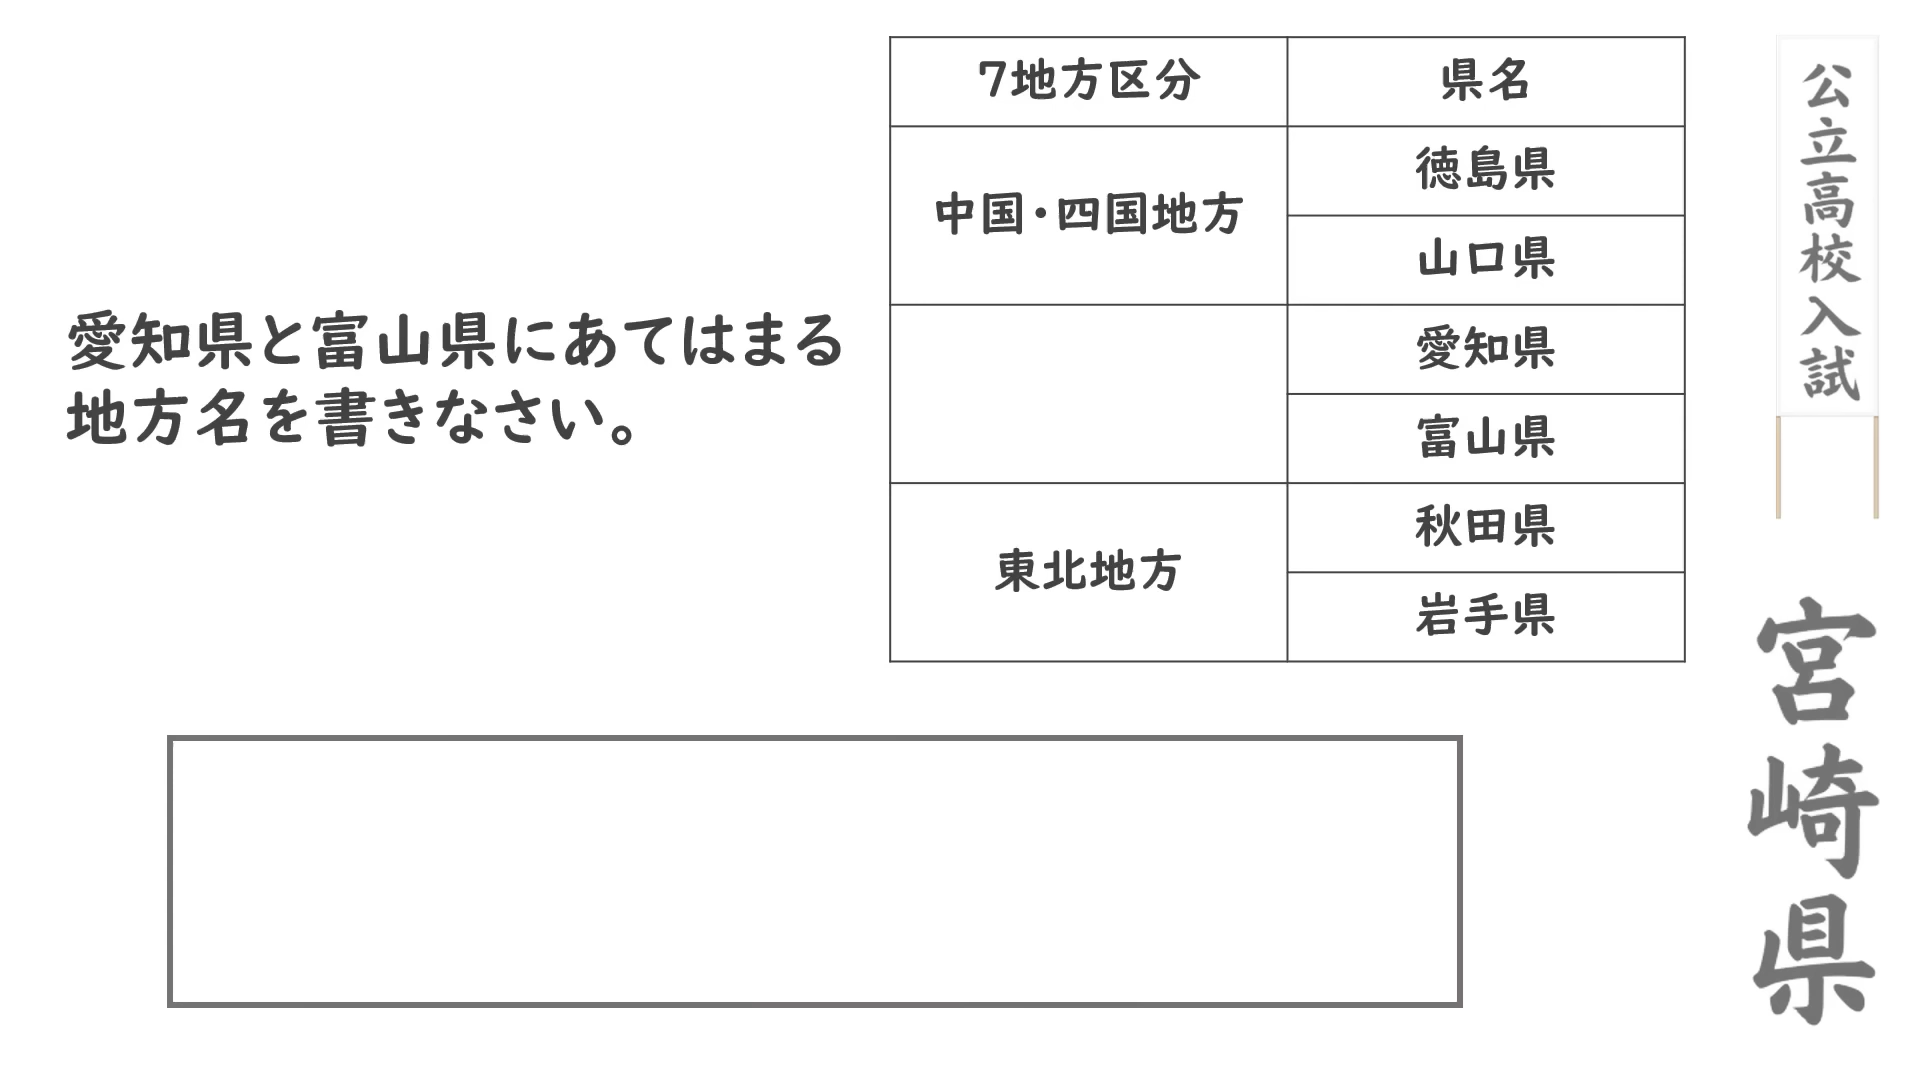 愛知県と富山県にあてはまる
地方名を書きなさい。
7地方区分 県名
中国・四国地方 徳島県
山口県
愛知県
富山県
東北地方 秋田県
岩手県
公立高校入試
宮崎県